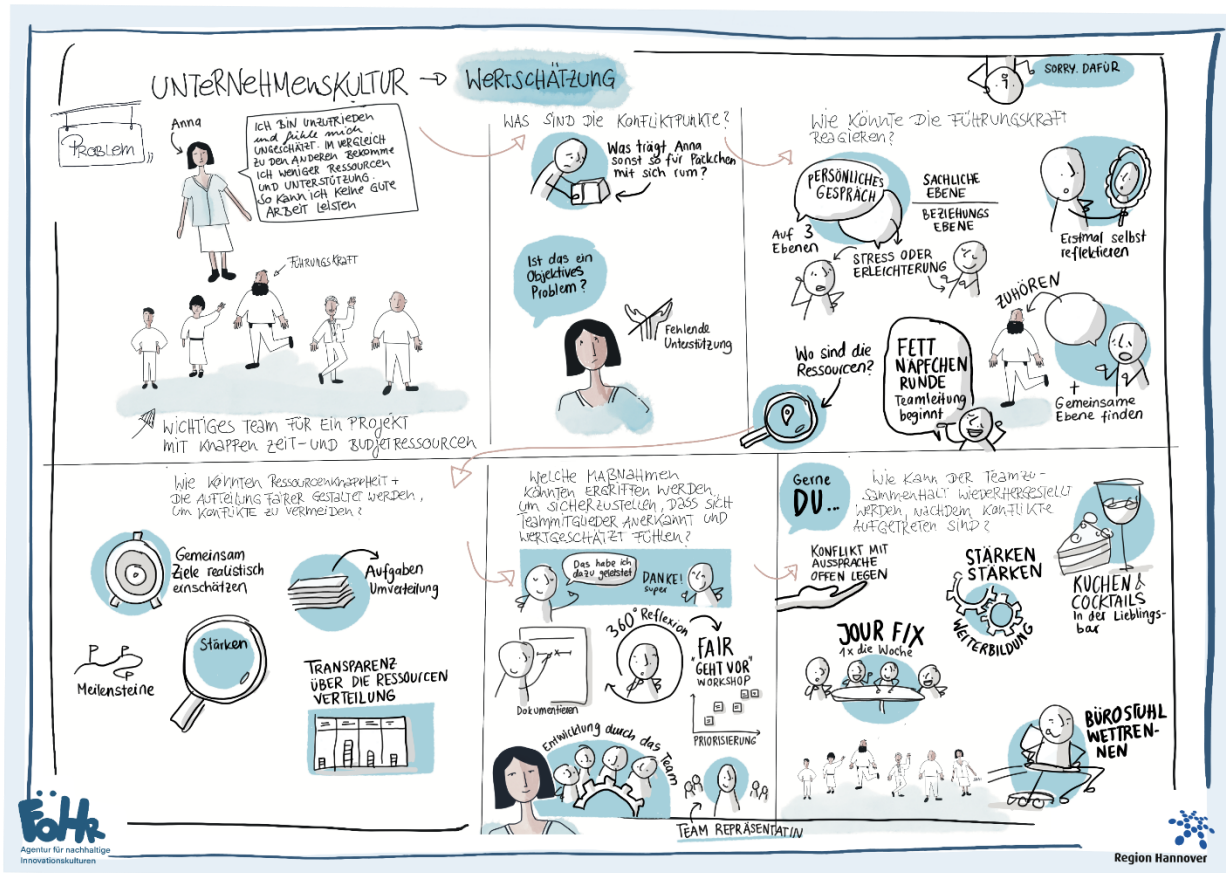 UNTERNEHMENSKULTUR → WERTSCHÄTZUNG
PROBLEM
Anna
ICH BIN UNZUFRIEDEN
und fühle mich
UNGESCHÄTZT. IM VERGLEICH
ZU DEN ANDEREN BEKOMME
ICH WENIGER RESSOURCEN
UND UNTERSTÜTZUNG.
SO KANN ICH KEINE GUTE
ARBEIT LEISTEN
FÜHRUNGSKRAFT
WICHTIGES TEAM FÜR EIN PROJEKT
MIT KNAPPEN ZEIT- UND BUDGETRESSOURCEN
WAS SIND DIE KONFLIKTPUNKTE?
Was trägt Anna
sonst so für Päckchen
mit sich rum?
Ist das ein
Objektives
Problem?
Fehlende
Unterstützung
SORRY. DAFÜR
WIE KÖNNTE DIE FÜHRUNGSKRAFT
REAGIEREN?
PERSÖNLICHES
GESPRÄCH
Auf 3
Ebenen
SACHLICHE
EBENE
BEZIEHUNGS
EBENE
STRESS ODER
ERLEICHTERUNG
Erstmal selbst
reflektieren
Wo sind die
Ressourcen?
FETT
NÄPFCHEN
RUNDE
Teamleitung
beginnt
ZUHÖREN
+
Gemeinsame
Ebene finden
WIE KÖNNTEN RESSOURCENKNAPPHEIT +
DIE AUFTEILUNG FAIRER GESTALTET WERDEN,
UM KONFLIKTE ZU VERMEIDEN?
Gemeinsam
Ziele realistisch
einschätzen
Aufgaben
Umverteilung
Stärken
Meilensteine
TRANSPARENZ
ÜBER DIE RESSOURCEN
VERTEILUNG
WELCHE MAẞNAHMEN
KÖNNTEN ERGRIFFEN WERDEN,
UM SICHERZUSTELLEN, DASS SICH
TEAMMITGLIEDER ANERKANNT UND
WERTGESCHÄTZT FÜHLEN?
Das habe ich
dazu geleistet
DANKE!
super
Dokumentieren
360° Reflexion
FAIR
"GEHT VOR"
WORKSHOP
PRIORISIERUNG
Entwicklung durch das Team
TEAM REPRÄSENTATIN
Gerne
DU...
WIE KANN DER TEAMZU-
SAMMENHALT WIEDERHERGESTELLT
WERDEN, NACHDEM KONFLIKTE
AUFGETRETEN SIND?
KONFLIKT MIT
AUSSPRACHE
OFFEN LEGEN
STÄRKEN
STÄRKEN
WEITERBILDUNG
KUCHEN &
COCKTAILS
in der Lieblings-
bar
JOUR FIX
1x die Woche
BÜROSTUHL
WETTREN-
NEN
FÖHR
Agentur für nachhaltige
Innovationskulturen
Region Hannover